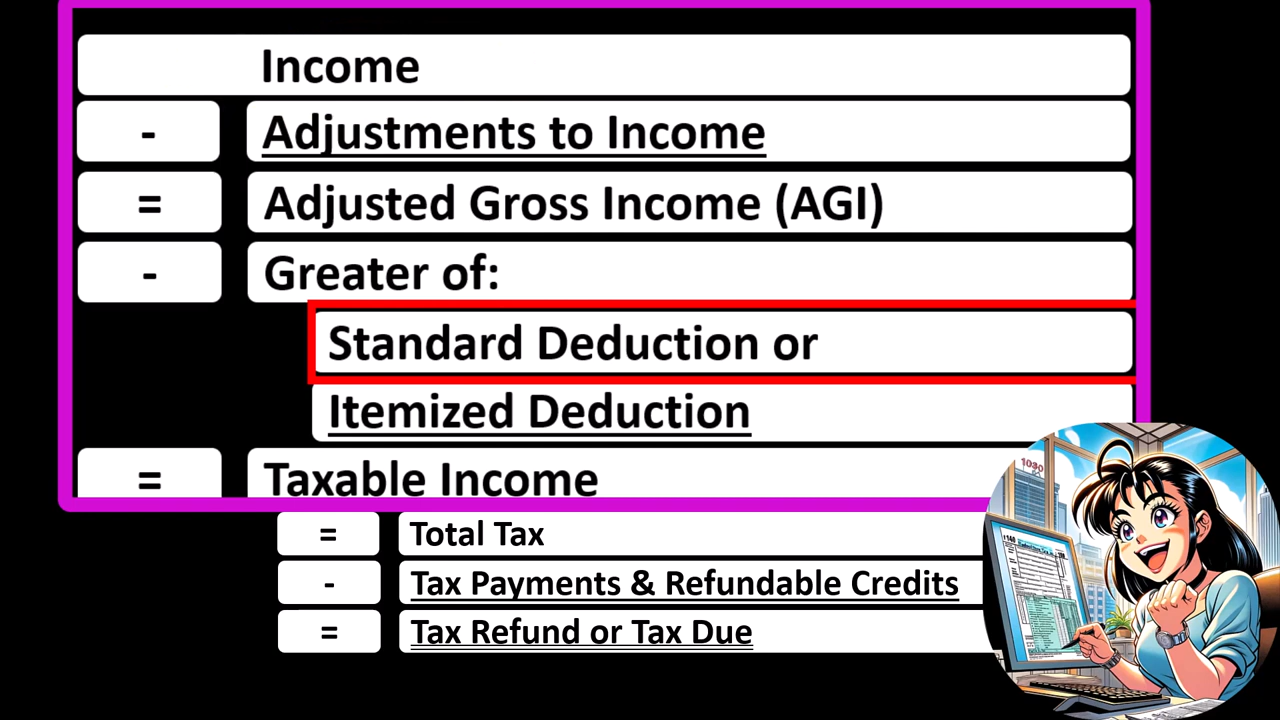 Income
- Adjustments to Income
= Adjusted Gross Income (AGI)
- Greater of:
Standard Deduction or
Itemized Deduction
= Taxable Income
= Total Tax
- Tax Payments & Refundable Credits
= Tax Refund or Tax Due